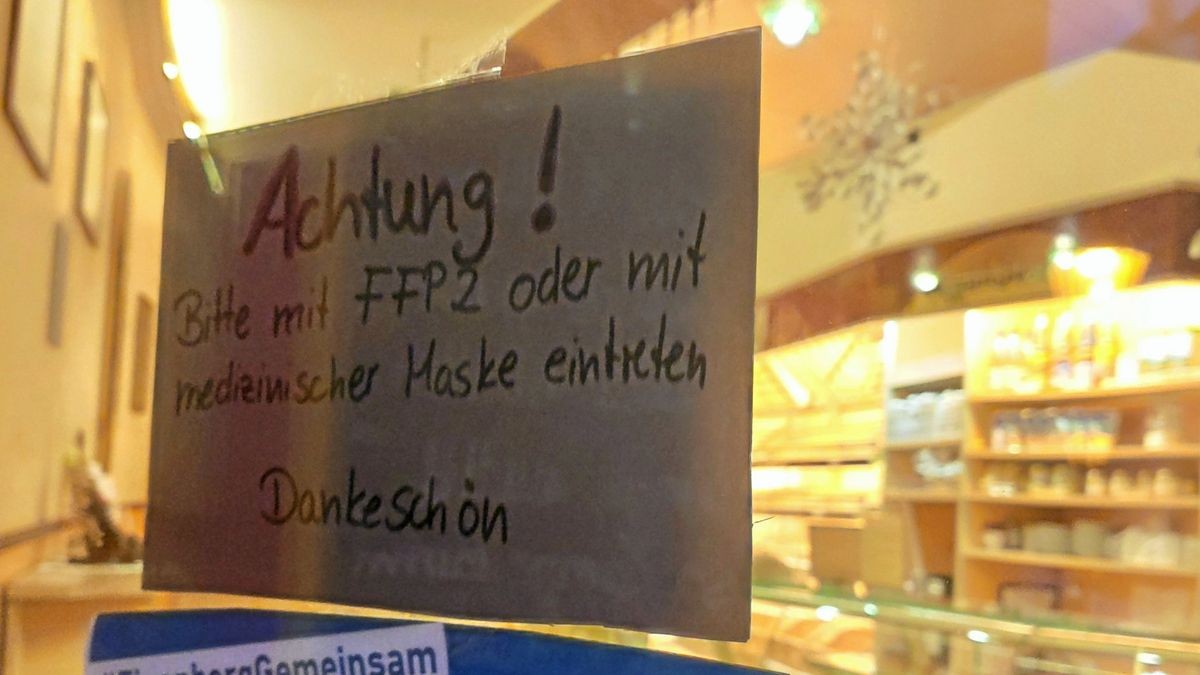 Achtung !
Bitte mit FFP2 oder mit
medizinischer Maske eintreten
Dankeschön